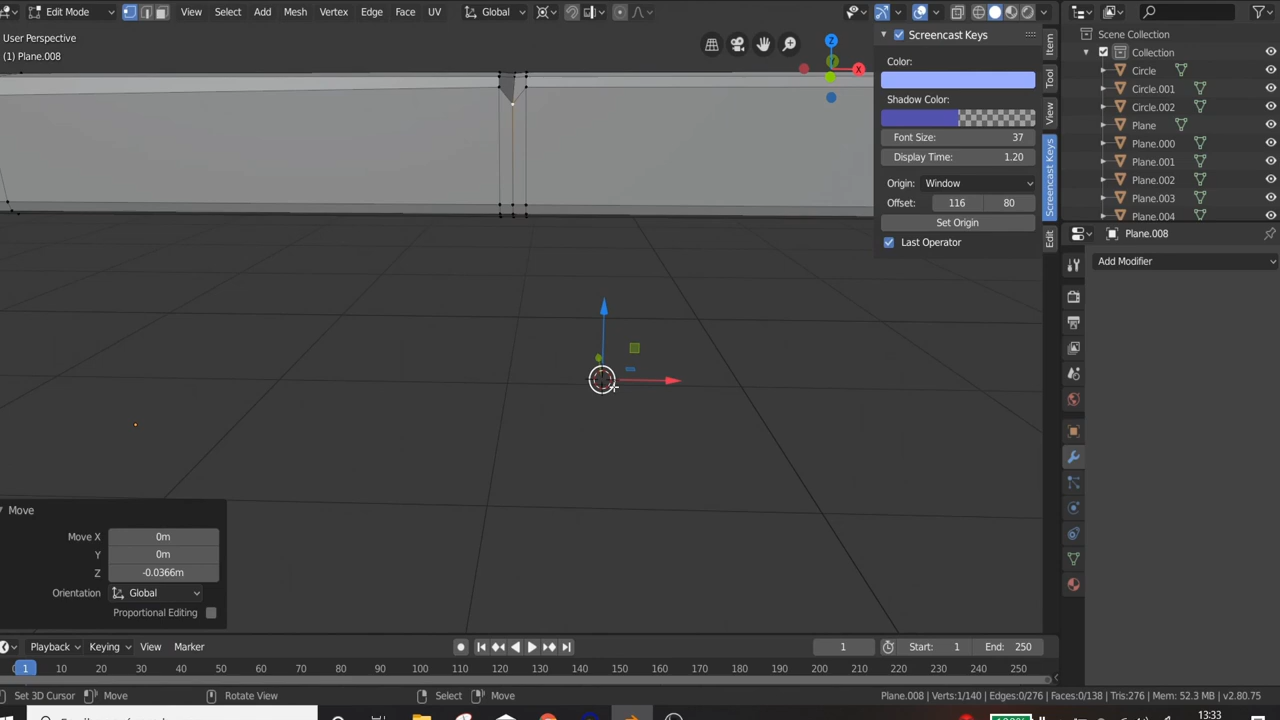 Edit Mode View Select Add Mesh Vertex Edge Face UV Global
User Perspective
(1) Plane.008
Z
X
Screencast Keys
Color:
Shadow Color:
Font Size: 37
Display Time: 1.20
Origin: Window
Offset: 116 80
Set Origin
Last Operator
Item
Tool
View
Screencast Keys
Edit
Scene Collection
Collection
Circle
Circle.001
Circle.002
Plane
Plane.000
Plane.001
Plane.002
Plane.003
Plane.004
Plane.008
Add Modifier
Move
Move X 0m
Y 0m
Z -0.0366m
Orientation Global
Proportional Editing
Playback Keying View Marker 1 Start: 1 End: 250
1 10 20 30 40 50 60 70 80 90 100 110 120 130 140 150 160 170 180 190 200 210 220 230 240 250
Set 3D Cursor Move Rotate View Select Move Plane.008 | Verts:1/140 | Edges:0/276 | Faces:0/138 | Tris:276 | Mem: 52.3 MB | v2.80.75
13:33